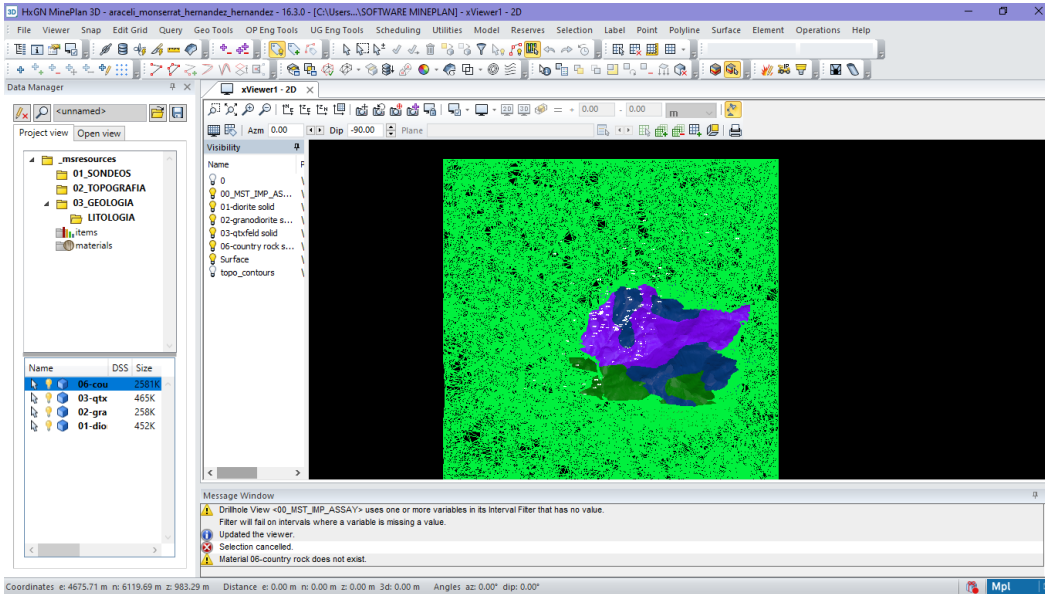 3D HxGN MinePlan 3D - araceli_monserrat_hernandez_hernandez - 16.3.0 - [C:\Users...\SOFTWARE MINEPLAN] - xViewer1 - 2D
File Viewer Snap Edit Grid Query Geo Tools OP Eng Tools UG Eng Tools Scheduling Utilities Model Reserves Selection Label Point Polyline Surface Element Operations Help
Data Manager
xViewer1 - 2D
<unnamed>
2D 3D = - 0.00 - 0.00 m
Project view Open view
Azm 0.00 Dip -90.00 Plane
Visibility
_msresources
01_SONDEOS
02_TOPOGRAFIA
03_GEOLOGIA
LITOLOGIA
items
materials
Name
0
00_MST_IMP_AS...
01-diorite solid
02-granodiorite s...
03-qtxfeld solid
06-country rock s...
Surface
topo_contours
Name DSS Size
06-cou 2581K
03-qtx 465K
02-gra 258K
01-dio 452K
Message Window
Drillhole View <00_MST_IMP_ASSAY> uses one or more variables in its Interval Filter that has no value.
Filter will fail on intervals where a variable is missing a value.
Updated the viewer.
Selection cancelled.
Material 06-country rock does not exist.
Coordinates e: 4675.71 m n: 6119.69 m z: 983.29 m Distance e: 0.00 m n: 0.00 m z: 0.00 m 3d: 0.00 m Angles az: 0.00° dip: 0.00°
Mpl